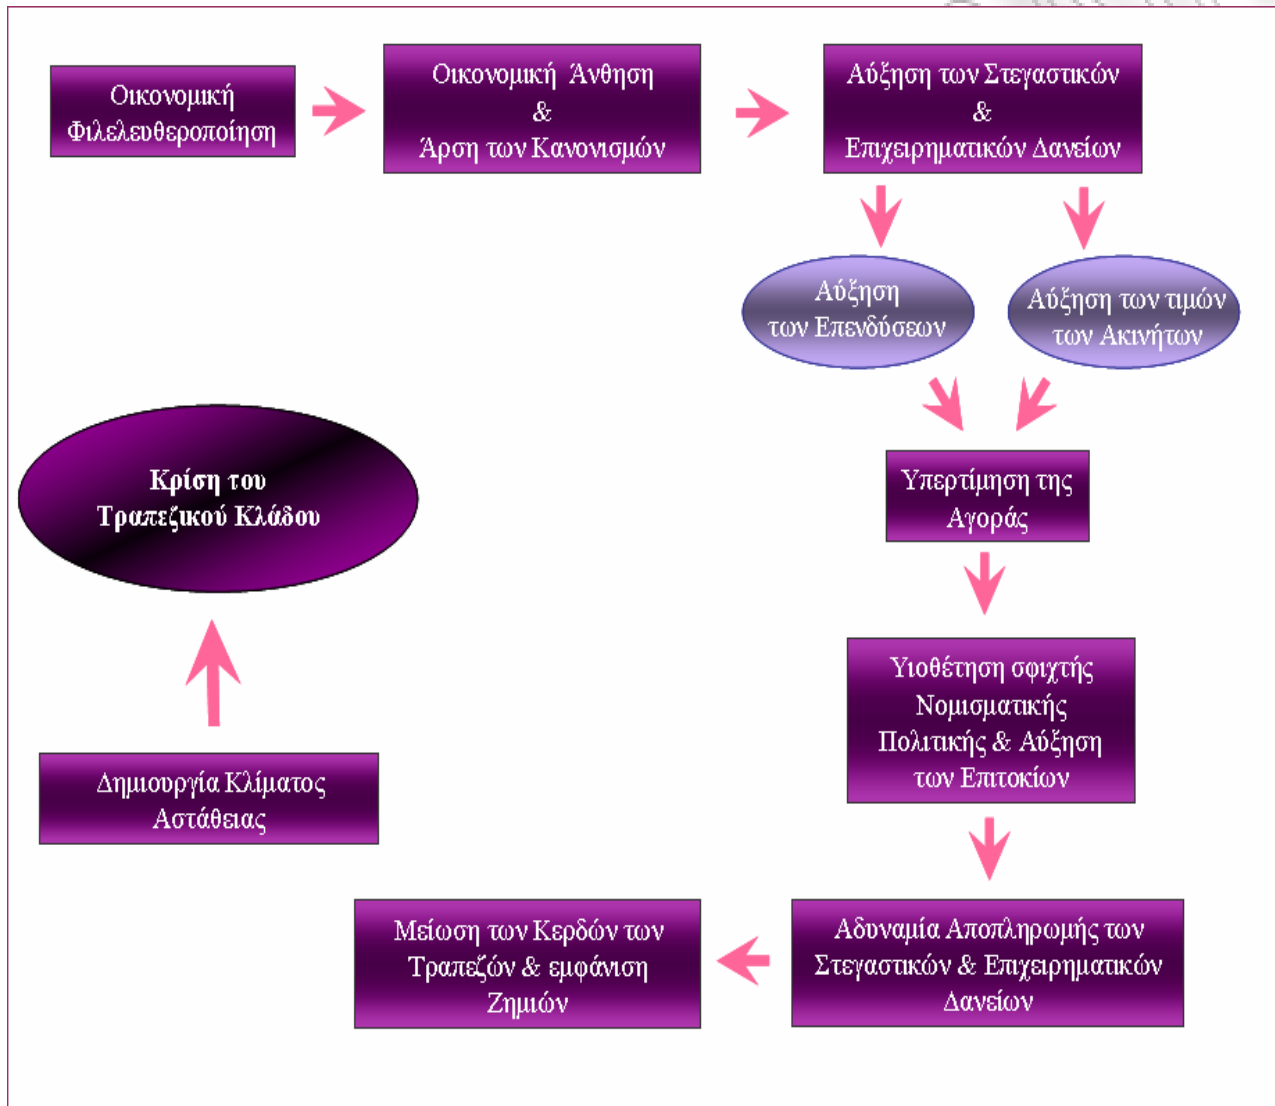 Οικονομική
Φιλελευθεροποίηση
Οικονομική Άνθηση
&
Άρση των Κανονισμών
Αύξηση των Στεγαστικών
&
Επιχειρηματικών Δανείων
Αύξηση
των Επενδύσεων
Αύξηση των τιμών
των Ακινήτων
Υπερτίμηση της
Αγοράς
Υιοθέτηση σφιχτής
Νομισματικής
Πολιτικής & Αύξηση
των Επιτοκίων
Αδυναμία Αποπληρωμής των
Στεγαστικών & Επιχειρηματικών
Δανείων
Μείωση των Κερδών των
Τραπεζών & εμφάνιση
Ζημιών
Δημιουργία Κλίματος
Αστάθειας
Κρίση του
Τραπεζικού Κλάδου